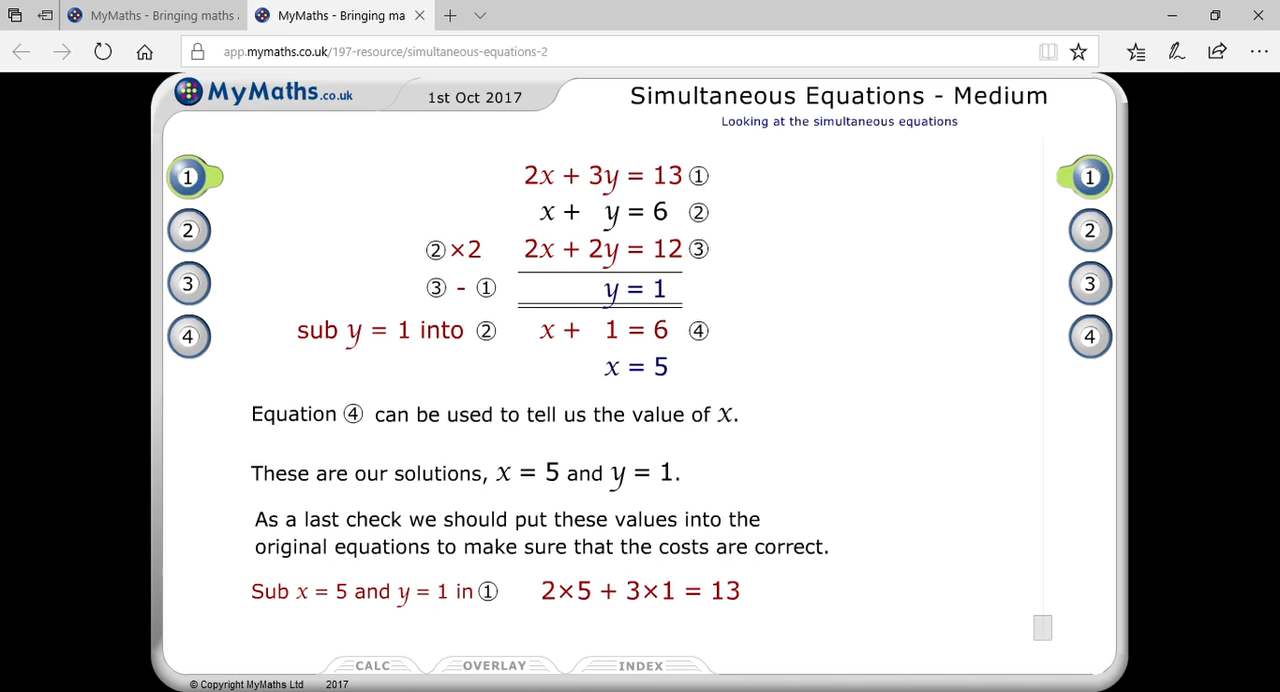 MyMaths - Bringing maths a
MyMaths - Bringing ma
app.mymaths.co.uk/197-resource/simultaneous-equations-2
MyMaths.co.uk
1st Oct 2017
Simultaneous Equations - Medium
Looking at the simultaneous equations
1
2
3
4
2x + 3y = 13 ①
x + y = 6 ②
② ×2 2x + 2y = 12 ③
③ - ① y = 1
sub y = 1 into ② x + 1 = 6 ④
x = 5
Equation ④ can be used to tell us the value of x.
These are our solutions, x = 5 and y = 1.
As a last check we should put these values into the
original equations to make sure that the costs are correct.
Sub x = 5 and y = 1 in ① 2×5 + 3×1 = 13
1
2
3
4
CALC
OVERLAY
INDEX
© Copyright MyMaths Ltd 2017